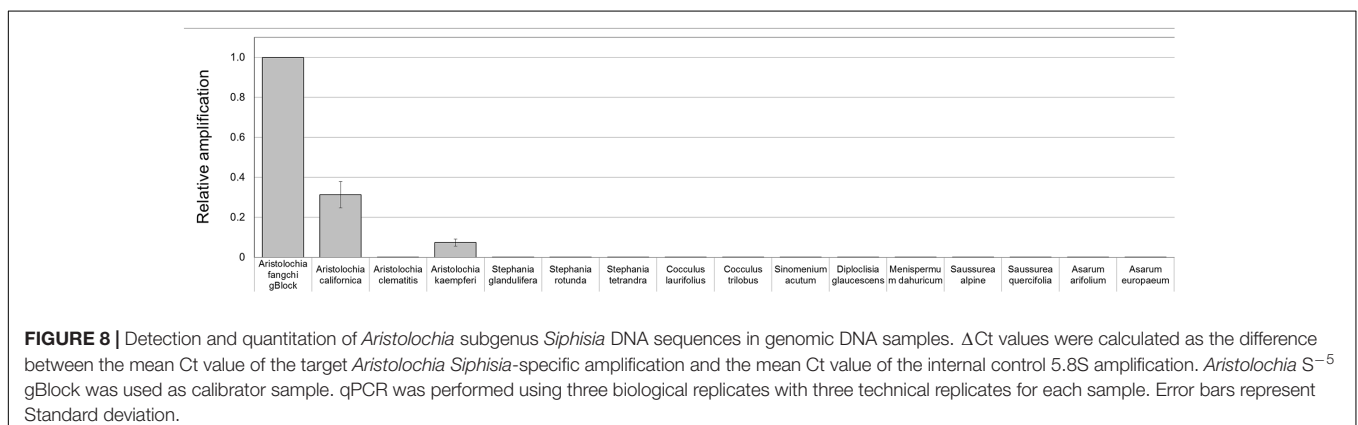 Relative amplification
1.0
0.8
0.6
0.4
0.2
0
Aristolochia fangchi gBlock
Aristolochia californica
Aristolochia clematitis
Aristolochia kaempferi
Stephania glandulifera
Stephania rotunda
Stephania tetrandra
Cocculus laurifolius
Cocculus trilobus
Sinomenium acutum
Diploclisia glaucescens
Menispermu m dahuricum
Saussurea alpine
Saussurea quercifolia
Asarum arifolium
Asarum europaeum
FIGURE 8 | Detection and quantitation of Aristolochia subgenus Siphisia DNA sequences in genomic DNA samples. ΔCt values were calculated as the difference
between the mean Ct value of the target Aristolochia Siphisia-specific amplification and the mean Ct value of the internal control 5.8S amplification. Aristolochia S⁻⁵
gBlock was used as calibrator sample. qPCR was performed using three biological replicates with three technical replicates for each sample. Error bars represent
Standard deviation.